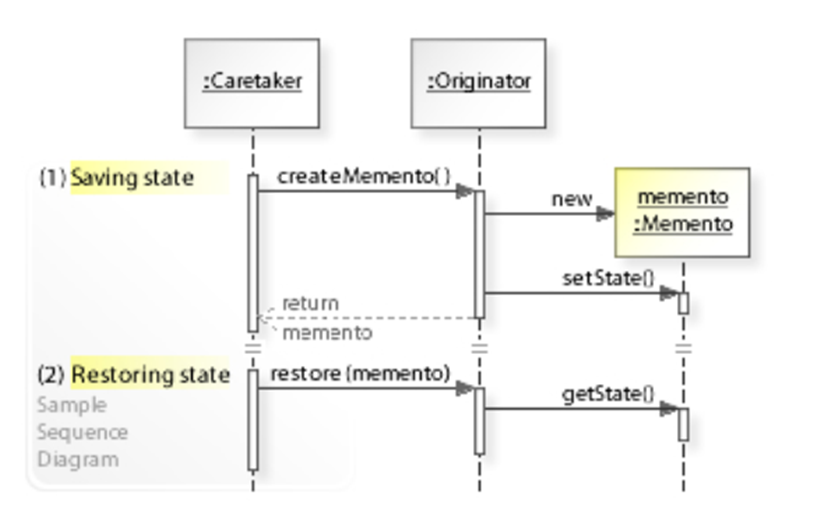 :Caretaker
:Originator
(1) Saving state
createMemento()
new
memento
:Memento
setState()
return
memento
(2) Restoring state
restore (memento)
getState()
Sample
Sequence
Diagram